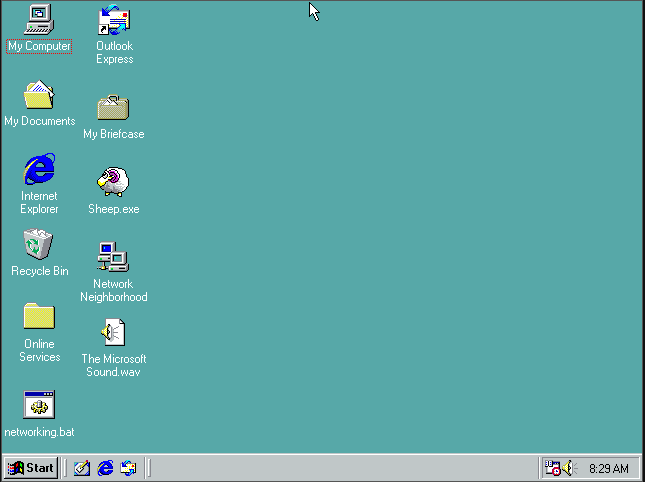 My Computer
Outlook
Express
My Documents
My Briefcase
Internet
Explorer
Sheep.exe
Recycle Bin
Network
Neighborhood
Online
Services
The Microsoft
Sound.wav
networking.bat
Start
8:29 AM